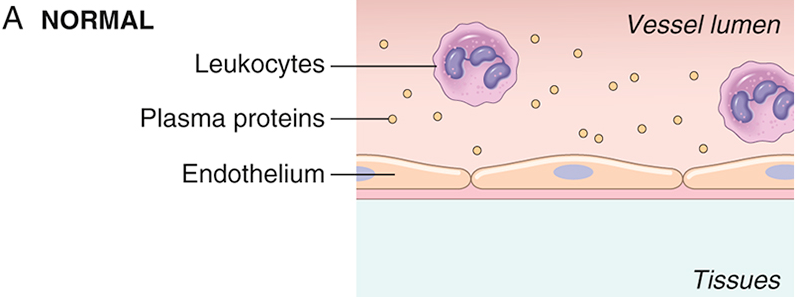 A NORMAL
Vessel lumen
Leukocytes
Plasma proteins
Endothelium
Tissues